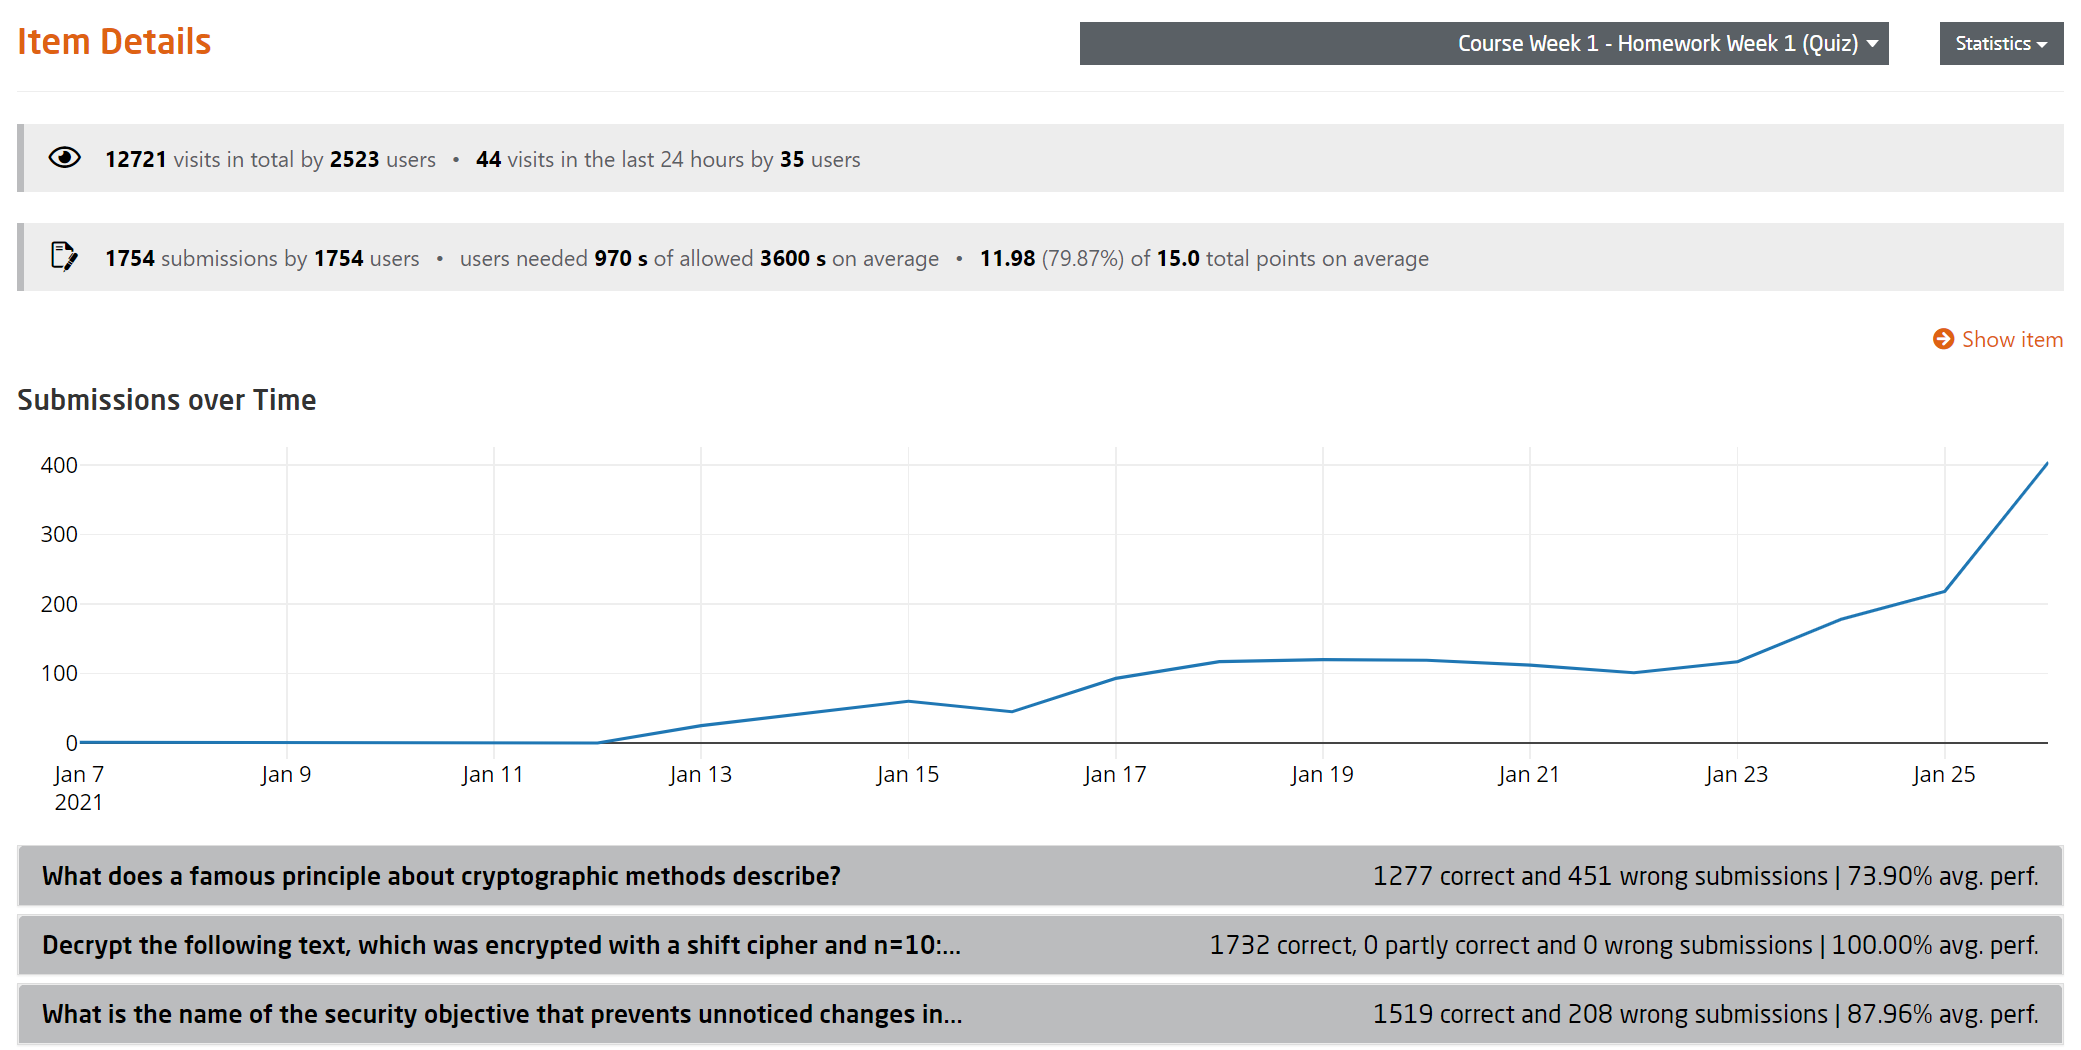 Item Details
Course Week 1 - Homework Week 1 (Quiz)
Statistics
12721 visits in total by 2523 users • 44 visits in the last 24 hours by 35 users
1754 submissions by 1754 users • users needed 970 s of allowed 3600 s on average • 11.98 (79.87%) of 15.0 total points on average
Show item
Submissions over Time
400
300
200
100
0
Jan 7 Jan 9 Jan 11 Jan 13 Jan 15 Jan 17 Jan 19 Jan 21 Jan 23 Jan 25
2021
What does a famous principle about cryptographic methods describe? 1277 correct and 451 wrong submissions | 73.90% avg. perf.
Decrypt the following text, which was encrypted with a shift cipher and n=10:... 1732 correct, 0 partly correct and 0 wrong submissions | 100.00% avg. perf.
What is the name of the security objective that prevents unnoticed changes in... 1519 correct and 208 wrong submissions | 87.96% avg. perf.